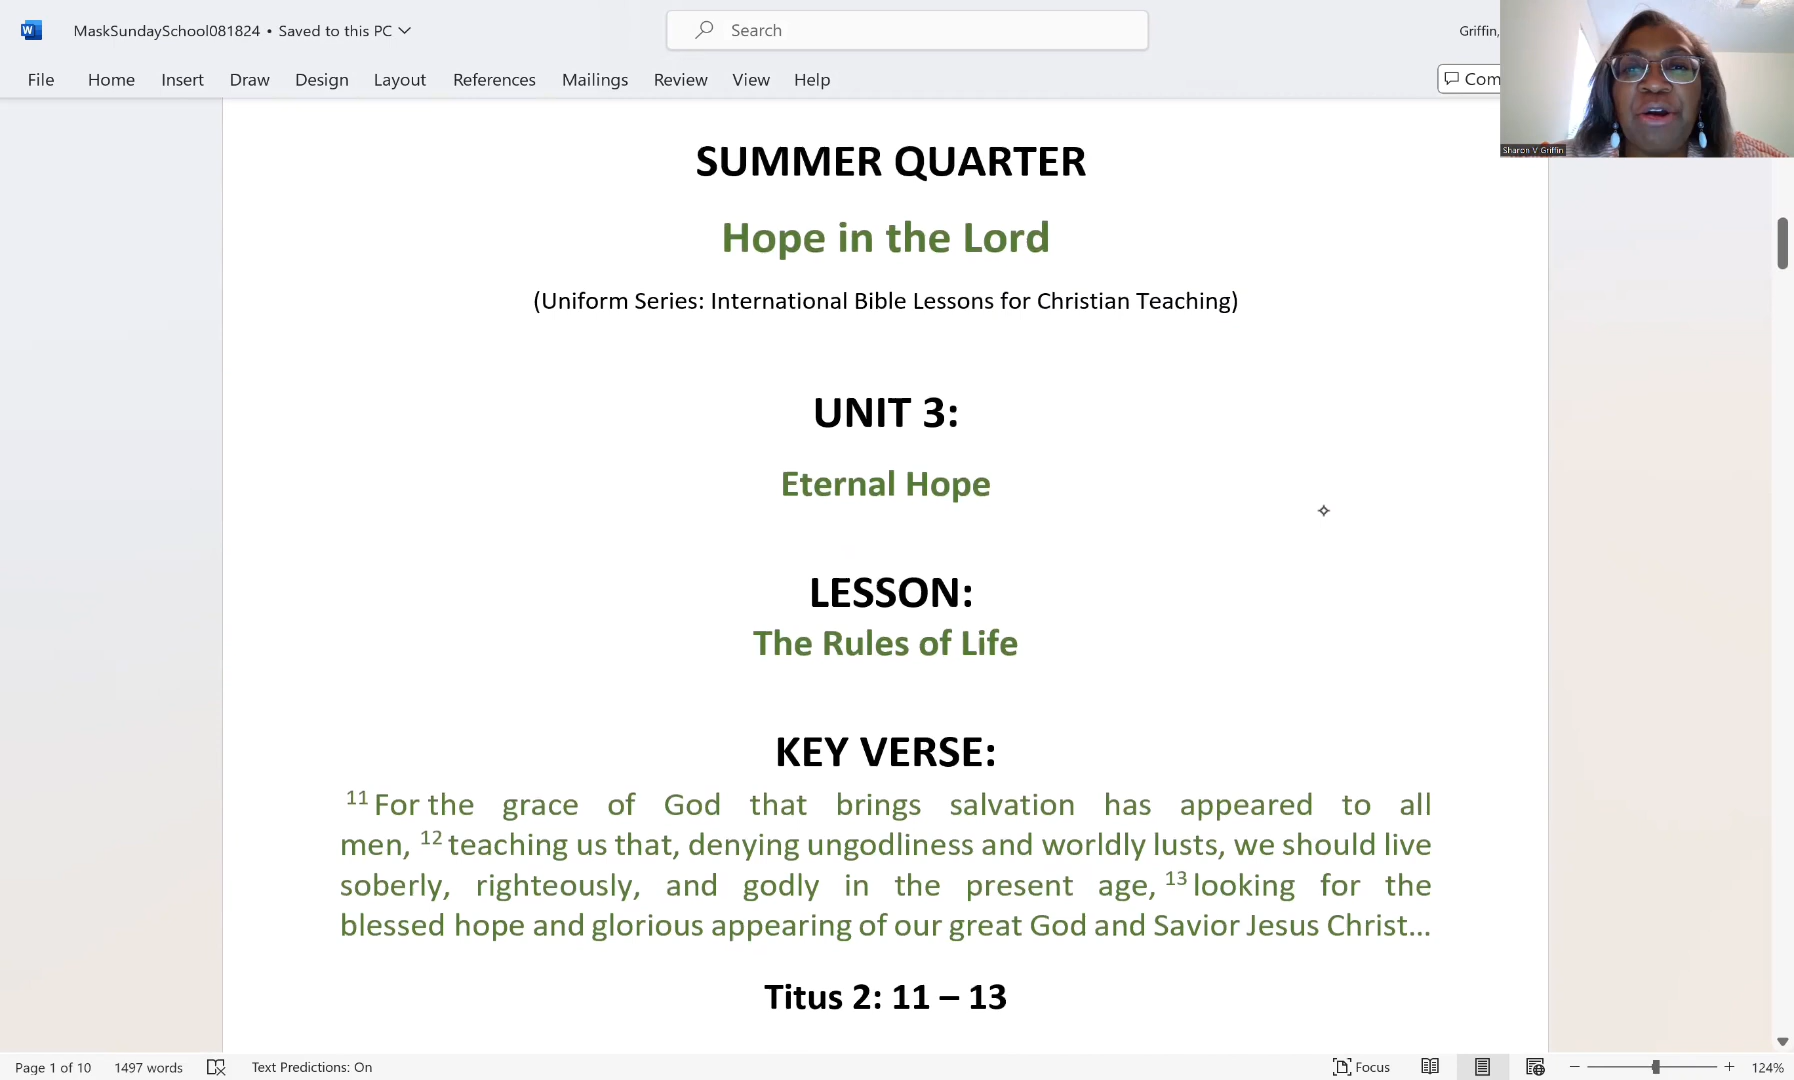 MaskSundaySchool081824 • Saved to this PC
Search
Griffin,
File Home Insert Draw Design Layout References Mailings Review View Help
Com
Sharon V Griffin
SUMMER QUARTER
Hope in the Lord
(Uniform Series: International Bible Lessons for Christian Teaching)
UNIT 3:
Eternal Hope
LESSON:
The Rules of Life
KEY VERSE:
11 For the grace of God that brings salvation has appeared to all
men, 12 teaching us that, denying ungodliness and worldly lusts, we should live
soberly, righteously, and godly in the present age, 13 looking for the
blessed hope and glorious appearing of our great God and Savior Jesus Christ…
Titus 2: 11 – 13
Page 1 of 10 1497 words Text Predictions: On Focus 124%